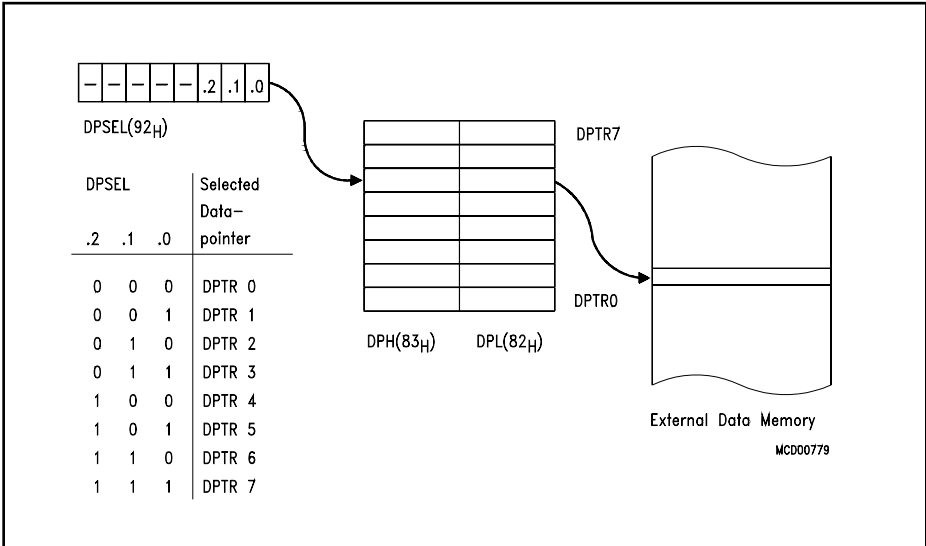 – – – – – .2 .1 .0
DPSEL(92H)
DPSEL Selected
Data–
.2 .1 .0 pointer
0 0 0 DPTR 0
0 0 1 DPTR 1
0 1 0 DPTR 2
0 1 1 DPTR 3
1 0 0 DPTR 4
1 0 1 DPTR 5
1 1 0 DPTR 6
1 1 1 DPTR 7
DPTR7
DPTR0
DPH(83H) DPL(82H)
External Data Memory
MCD00779